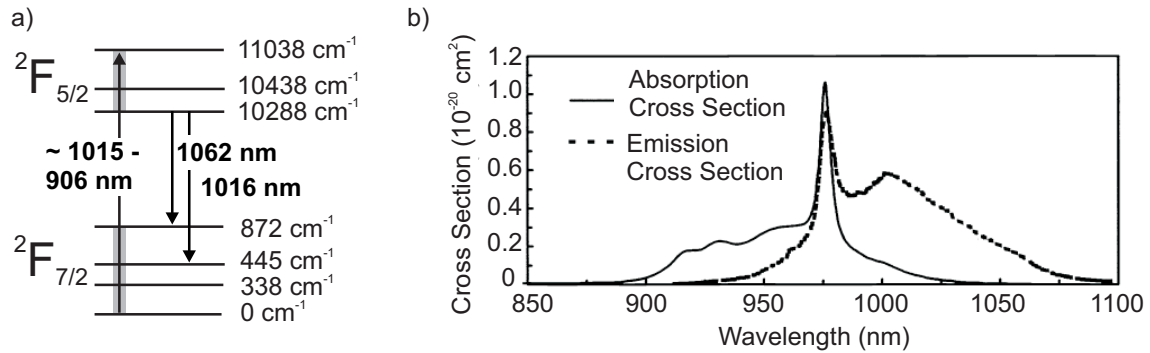 a)
²F5/2
11038 cm⁻¹
10438 cm⁻¹
10288 cm⁻¹
~ 1015 -
906 nm
1062 nm
1016 nm
²F7/2
872 cm⁻¹
445 cm⁻¹
338 cm⁻¹
0 cm⁻¹
b)
Cross Section (10⁻²⁰ cm²)
1.2
1.0
0.8
0.6
0.4
0.2
0
Absorption
Cross Section
Emission
Cross Section
850 900 950 1000 1050 1100
Wavelength (nm)